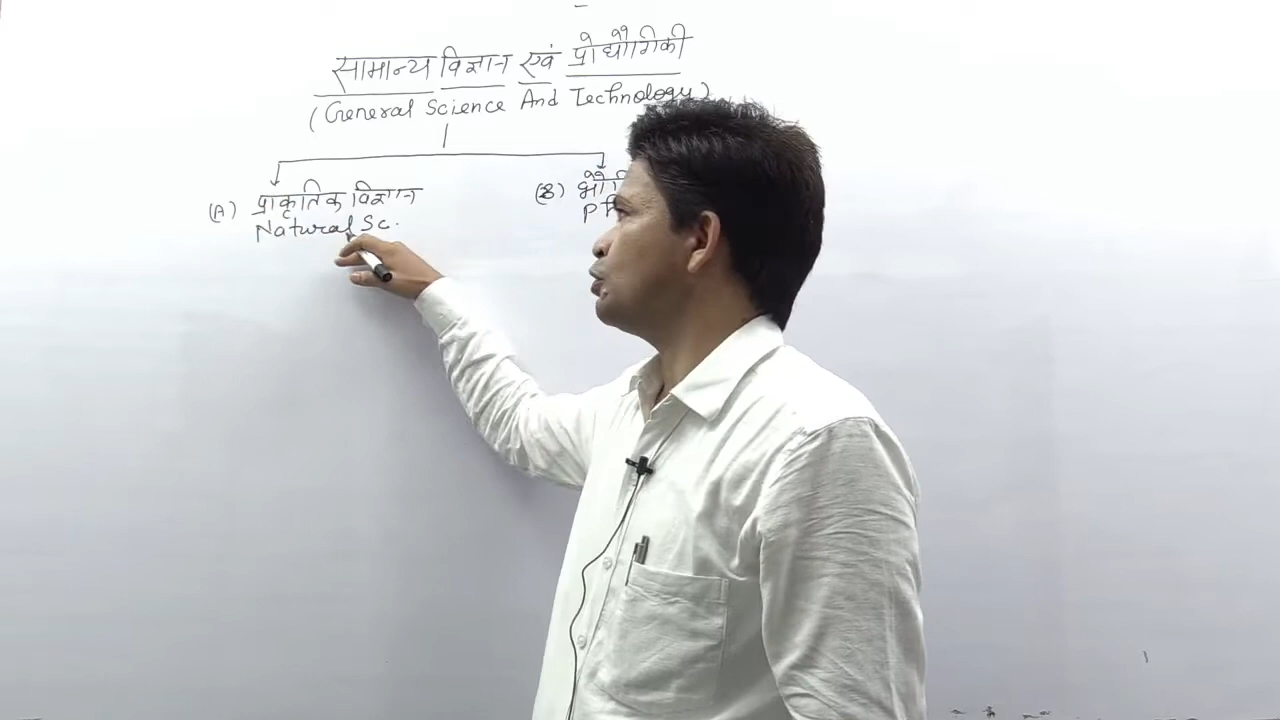 सामान्य विज्ञान एवं प्रौद्यौगिकी
(General Science And Technology)
(A) प्राकृतिक विज्ञान
Natural Sc.
(B)